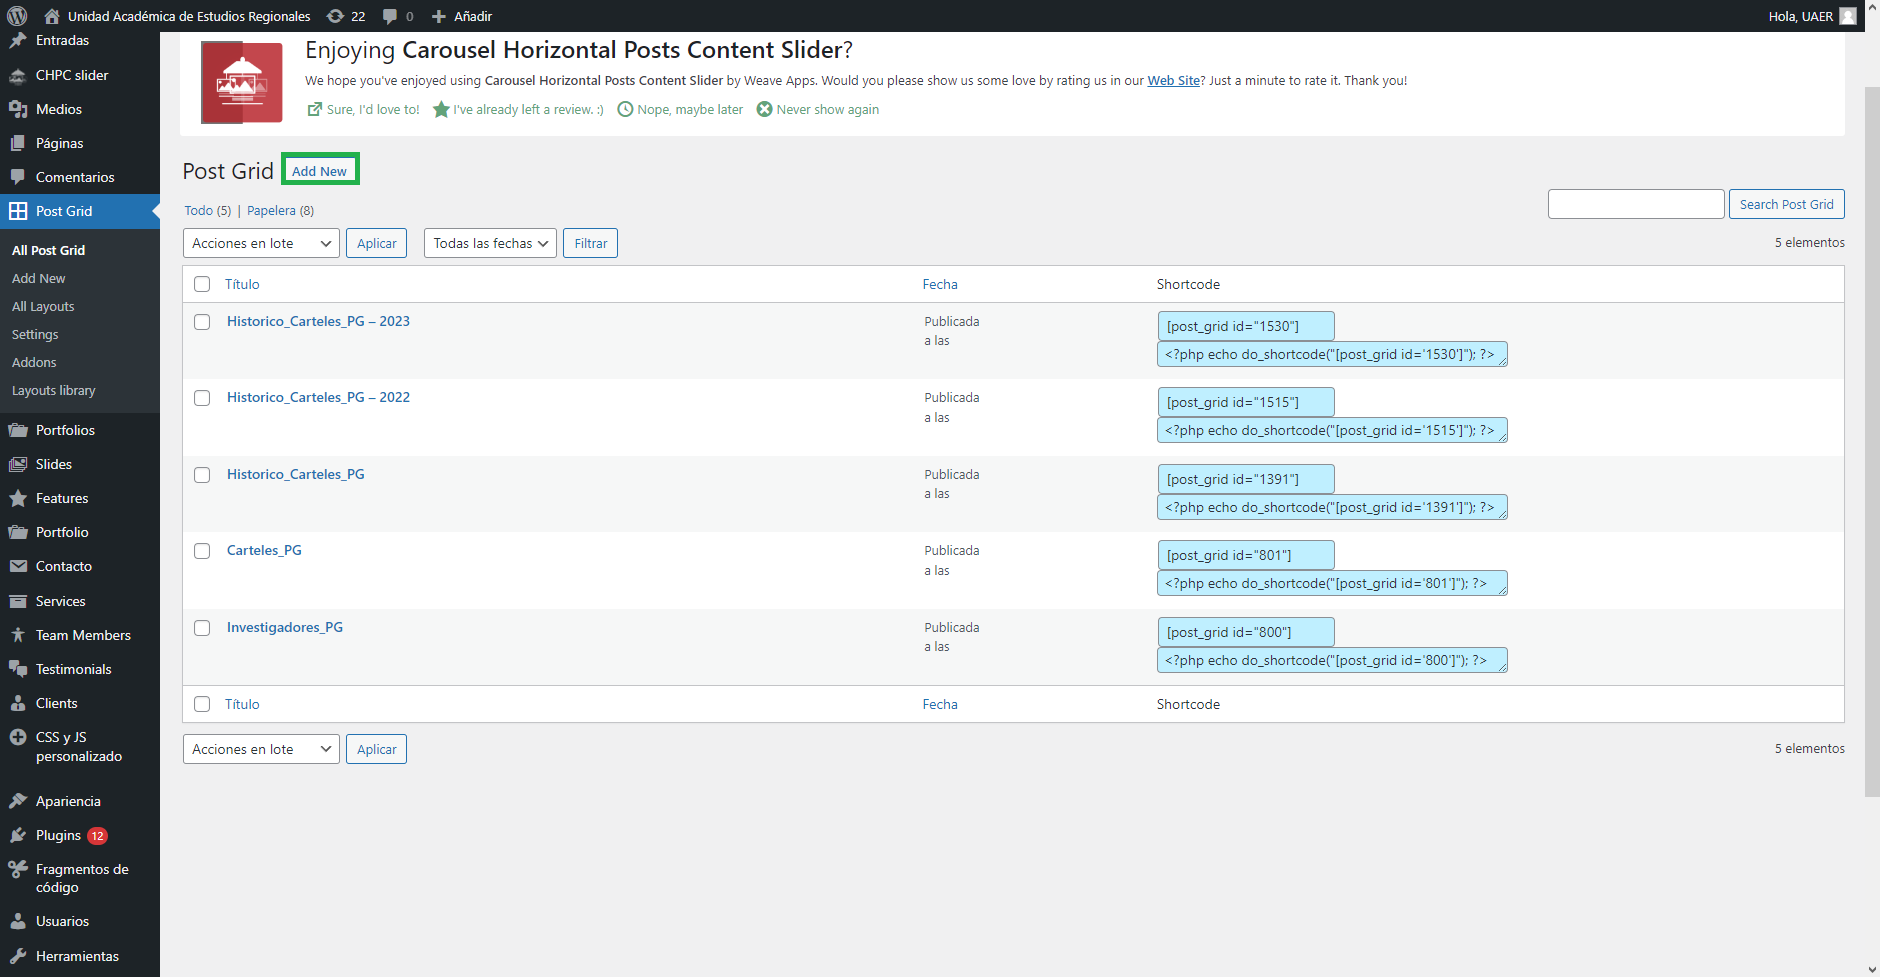 Unidad Académica de Estudios Regionales 22 0 Añadir Hola, UAER
Entradas
CHPC slider
Medios
Páginas
Comentarios
Post Grid
All Post Grid
Add New
All Layouts
Settings
Addons
Layouts library
Portfolios
Slides
Features
Portfolio
Contacto
Services
Team Members
Testimonials
Clients
CSS y JS
personalizado
Apariencia
Plugins 12
Fragmentos de
código
Usuarios
Herramientas
Enjoying Carousel Horizontal Posts Content Slider?
We hope you've enjoyed using Carousel Horizontal Posts Content Slider by Weave Apps. Would you please show us some love by rating us in our Web Site? Just a minute to rate it. Thank you!
Sure, I'd love to! I've already left a review. :) Nope, maybe later Never show again
Post Grid Add New
Todo (5) | Papelera (8)
Search Post Grid
Acciones en lote Aplicar Todas las fechas Filtrar
5 elementos
Título Fecha Shortcode
Historico_Carteles_PG – 2023 Publicada [post_grid id="1530"]
a las <?php echo do_shortcode("[post_grid id='1530']"); ?>
Historico_Carteles_PG – 2022 Publicada [post_grid id="1515"]
a las <?php echo do_shortcode("[post_grid id='1515']"); ?>
Historico_Carteles_PG Publicada [post_grid id="1391"]
a las <?php echo do_shortcode("[post_grid id='1391']"); ?>
Carteles_PG Publicada [post_grid id="801"]
a las <?php echo do_shortcode("[post_grid id='801']"); ?>
Investigadores_PG Publicada [post_grid id="800"]
a las <?php echo do_shortcode("[post_grid id='800']"); ?>
Título Fecha Shortcode
Acciones en lote Aplicar
5 elementos